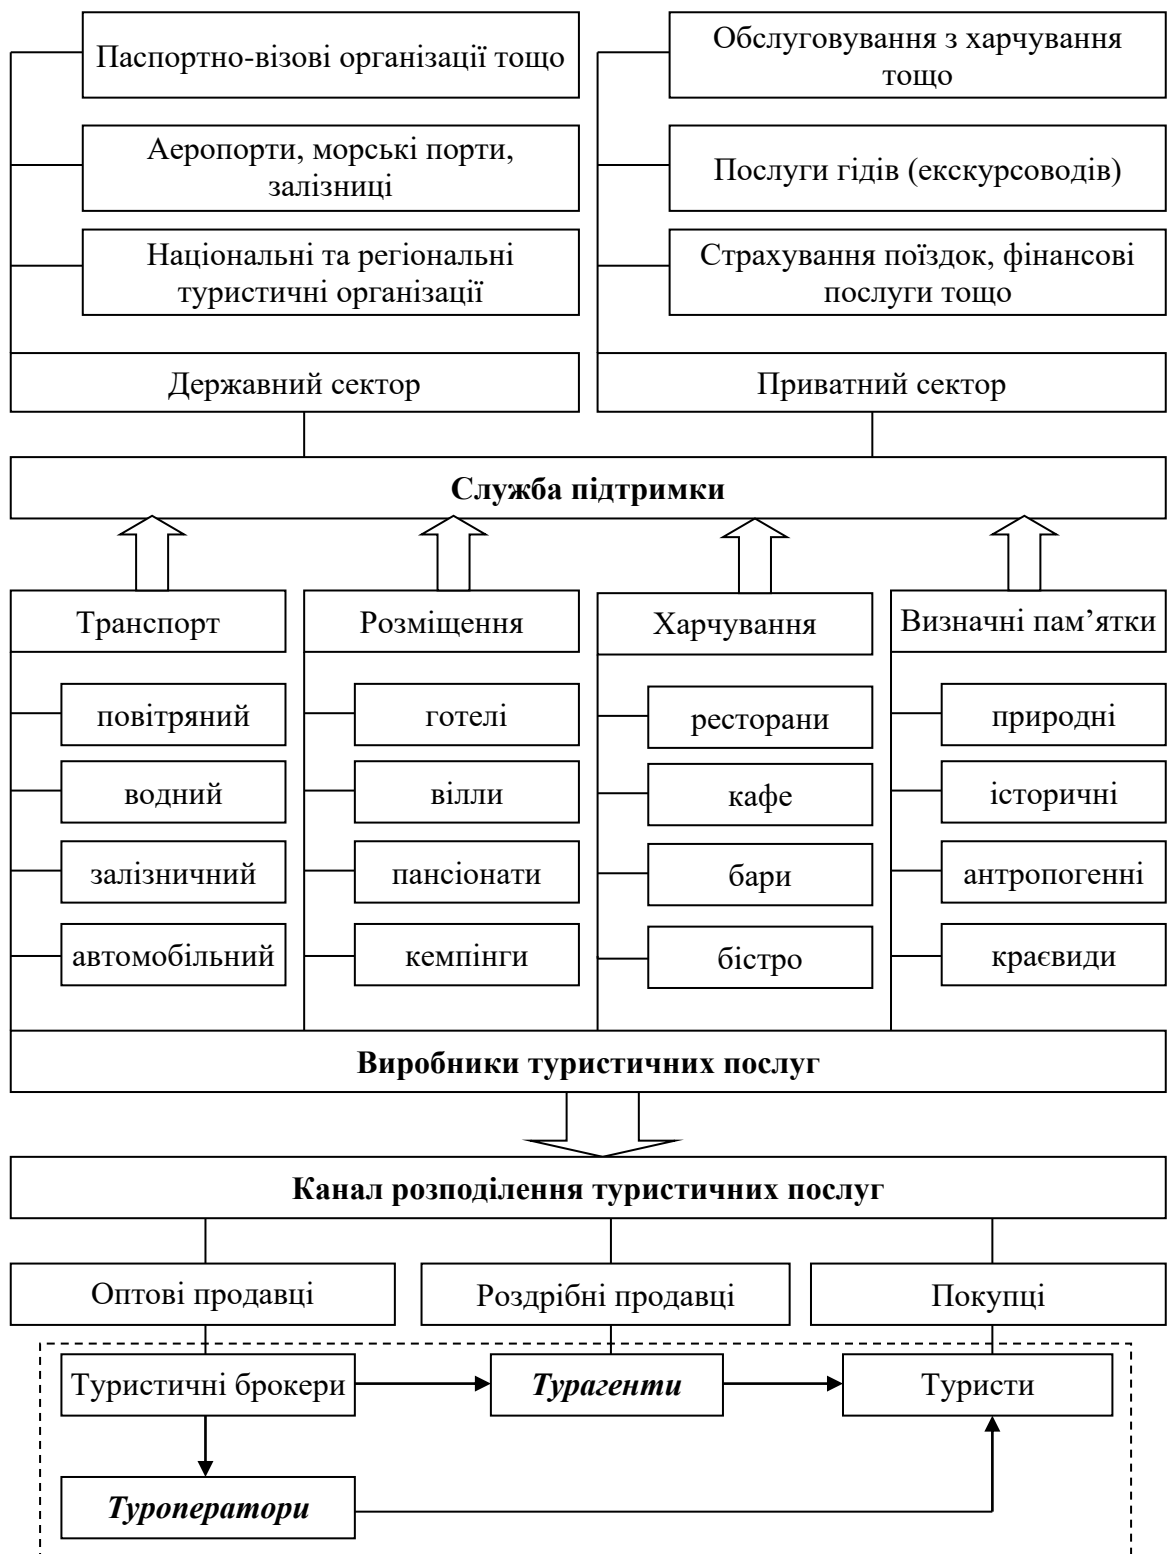 Паспортно-візові організації тощо
Обслуговування з харчування
тощо
Аеропорти, морські порти,
залізниці
Послуги гідів (екскурсоводів)
Національні та регіональні
туристичні організації
Страхування поїздок, фінансові
послуги тощо
Державний сектор
Приватний сектор
Служба підтримки
Транспорт
Розміщення
Харчування
Визначні пам’ятки
повітряний
готелі
ресторани
природні
водний
вілли
кафе
історичні
залізничний
пансіонати
бари
антропогенні
автомобільний
кемпінги
бістро
краєвиди
Виробники туристичних послуг
Канал розподілення туристичних послуг
Оптові продавці
Роздрібні продавці
Покупці
Туристичні брокери
Турагенти
Туристи
Туроператори